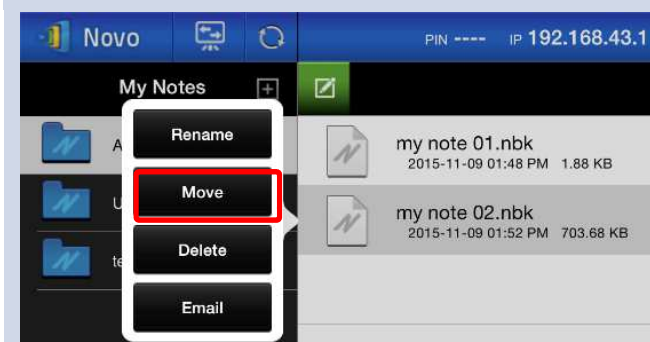 Novo
PIN ---- IP 192.168.43.1
My Notes
A
U
te
Rename
Move
Delete
Email
my note 01.nbk
2015-11-09 01:48 PM 1.88 KB
my note 02.nbk
2015-11-09 01:52 PM 703.68 KB